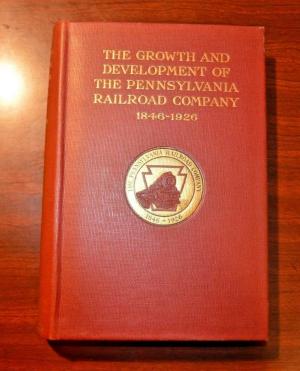 THE GROWTH AND
DEVELOPMENT OF
THE PENNSYLVANIA
RAILROAD COMPANY
1846-1926
THE PENNSYLVANIA RAILROAD COMPANY
1846 • 1926